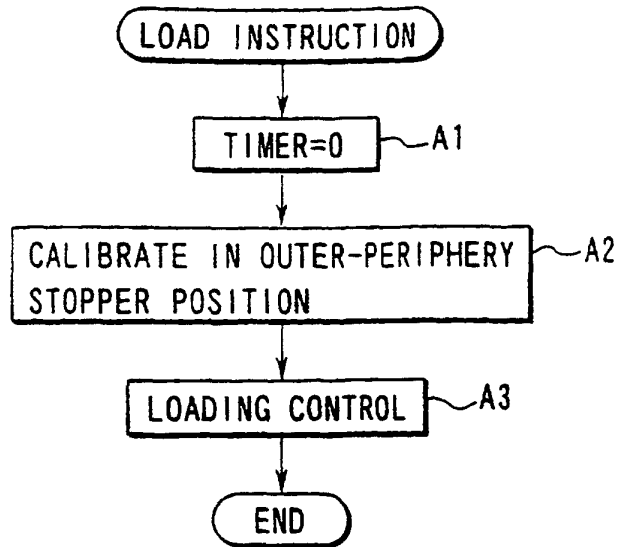 LOAD INSTRUCTION
TIMER=0
A1
CALIBRATE IN OUTER-PERIPHERY
STOPPER POSITION
A2
LOADING CONTROL
A3
END